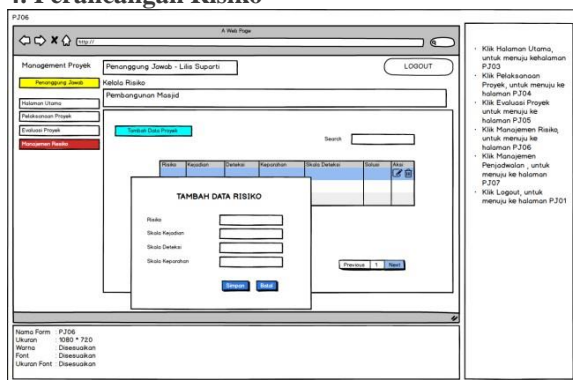 4. Perancangan Risiko
PJ06
A Web Page
http://
Management Proyek
Penanggung Jawab - Lilis Suparti
LOGOUT
Penanggung Jawab
Kelola Risiko
Pembangunan Masjid
Halaman Utama
Pelaksanaan Proyek
Evaluasi Proyek
Manajemen Resiko
Tambah Data Proyek
Search
Risiko Kejadian Deteksi Keparahan Skala Deteksi Solusi Aksi
TAMBAH DATA RISIKO
Risiko
Skala Kejadian
Skala Deteksi
Skala Keparahan
Simpan Batal
Previous 1 Next
Klik Halaman Utama,
untuk menuju kehalaman
PJ03
Klik Pelaksanaan
Proyek, untuk menuju ke
halaman PJ04
Klik Evaluasi Proyek
untuk menuju ke
halaman PJ05
Klik Manajemen Risiko,
untuk menuju ke
halaman PJ06
Klik Manajemen
Penjadwalan , untuk
menuju ke halaman
PJ07
Klik Logout, untuk
menuju ke halaman PJ01
Nama Form : PJ06
Ukuran : 1080 * 720
Warna : Disesuaikan
Font : Disesuaikan
Ukuran Font : Disesuaikan